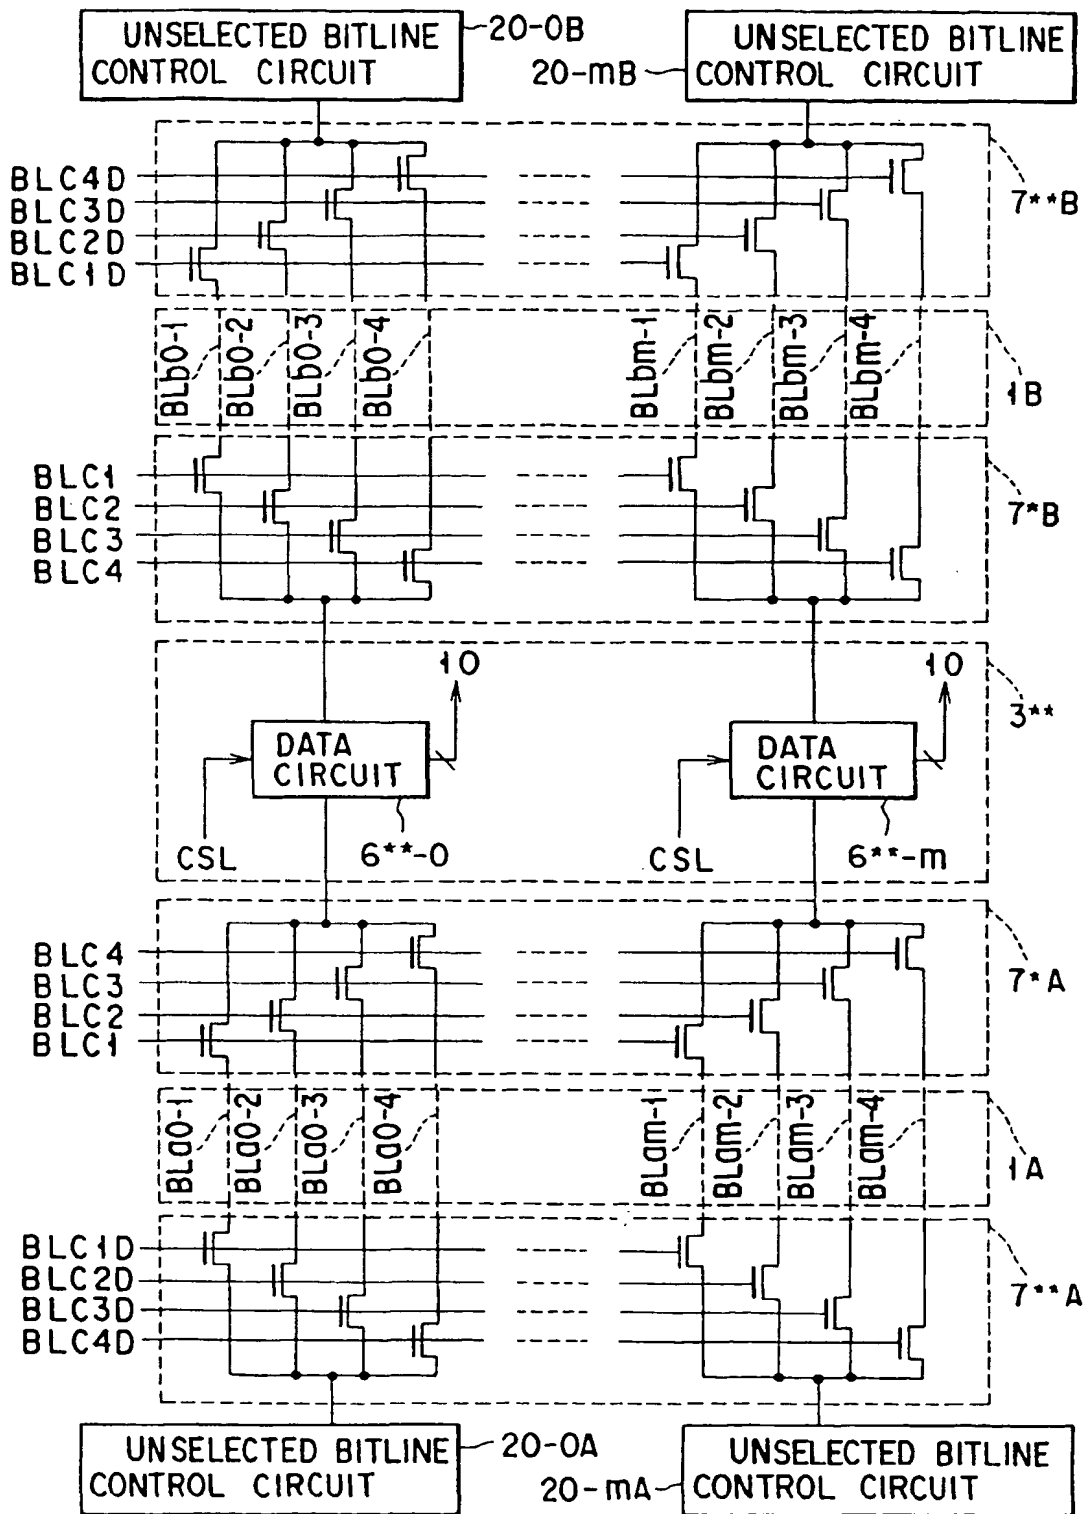 UNSELECTED BITLINE
CONTROL CIRCUIT
20-0B
20-mB
UNSELECTED BITLINE
CONTROL CIRCUIT
BLC4D
BLC3D
BLC2D
BLC1D
7**B
BLb0-1
BLb0-2
BLb0-3
BLb0-4
BLbm-1
BLbm-2
BLbm-3
BLbm-4
1B
BLC1
BLC2
BLC3
BLC4
7*B
10
10
3**
DATA
CIRCUIT
DATA
CIRCUIT
CSL
6**-0
CSL
6**-m
BLC4
BLC3
BLC2
BLC1
7*A
BLa0-1
BLa0-2
BLa0-3
BLa0-4
BLam-1
BLam-2
BLam-3
BLam-4
1A
BLC1D
BLC2D
BLC3D
BLC4D
7**A
UNSELECTED BITLINE
CONTROL CIRCUIT
20-0A
20-mA
UNSELECTED BITLINE
CONTROL CIRCUIT